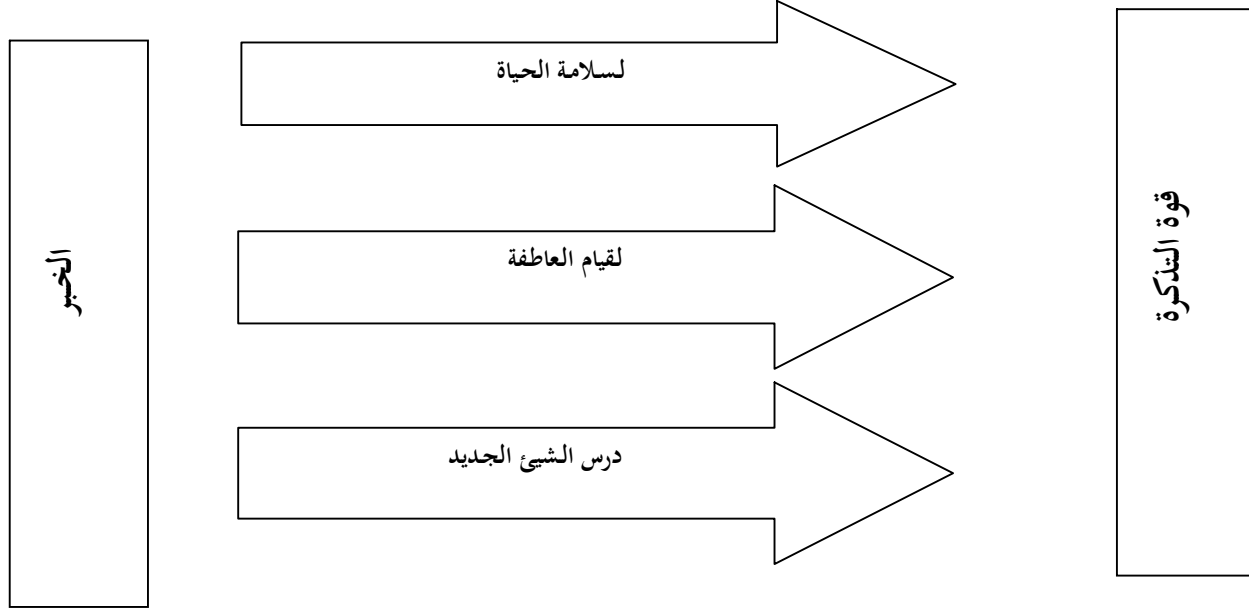 الخبر
لسلامة الحياة
لقيام العاطفة
درس الشيئ الجديد
قوة التذكرة